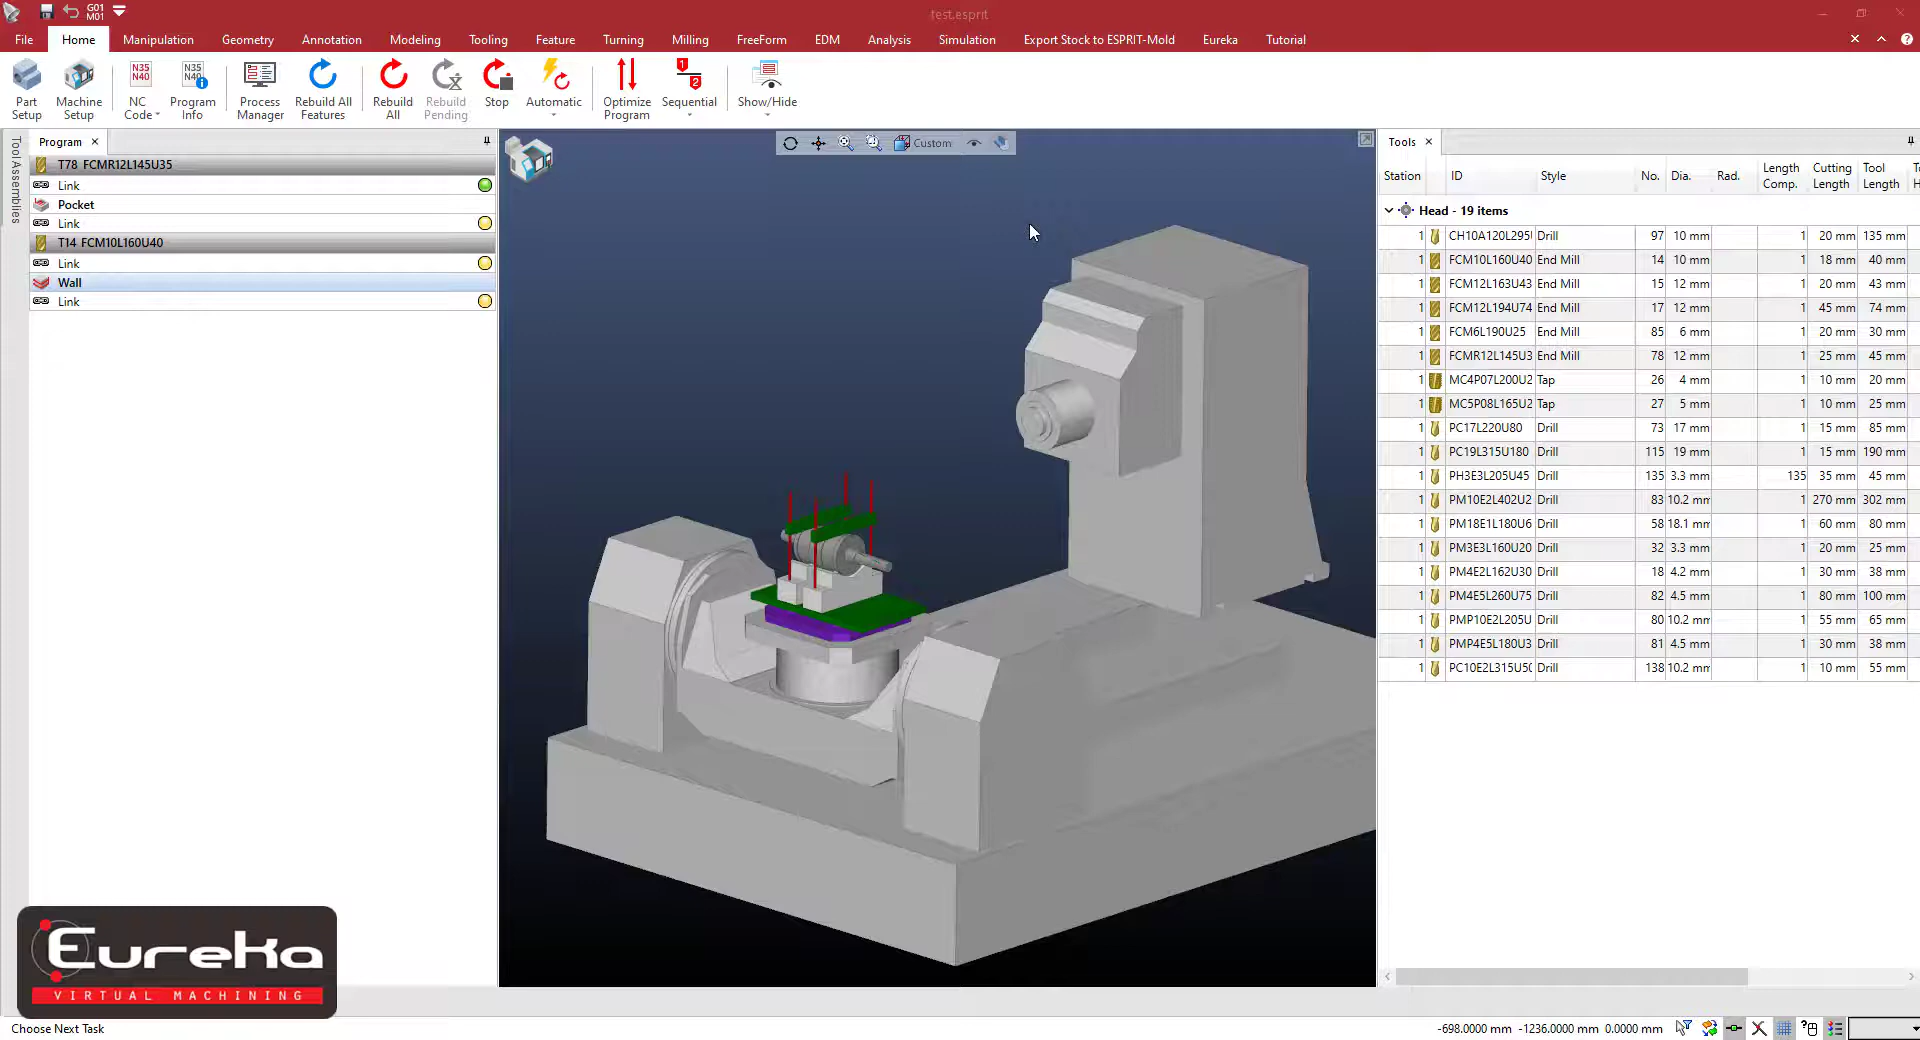 G01
M01
test.esprit
File Home Manipulation Geometry Annotation Modeling Tooling Feature Turning Milling FreeForm EDM Analysis Simulation Export Stock to ESPRIT-Mold Eureka Tutorial
N35
N40
N35
N40
1
2
Part Setup
Machine Setup
NC Code
Program Info
Process Manager
Rebuild All Features
Rebuild All
Rebuild Pending
Stop
Automatic
Optimize Program
Sequential
Show/Hide
Tool Assemblies
Program
T78 FCMR12L145U35
Link
Pocket
Link
T14 FCM10L160U40
Link
Wall
Link
Custom
Tools
Station ID Style No. Dia. Rad. Length Comp. Cutting Length Tool Length
Head - 19 items
1 CH10A120L295 Drill 97 10 mm 1 20 mm 135 mm
1 FCM10L160U40 End Mill 14 10 mm 1 18 mm 40 mm
1 FCM12L163U43 End Mill 15 12 mm 1 20 mm 43 mm
1 FCM12L194U74 End Mill 17 12 mm 1 45 mm 74 mm
1 FCM6L190U25 End Mill 85 6 mm 1 20 mm 30 mm
1 FCMR12L145U3 End Mill 78 12 mm 1 25 mm 45 mm
1 MC4P07L200U2 Tap 26 4 mm 1 10 mm 20 mm
1 MC5P08L165U2 Tap 27 5 mm 1 10 mm 25 mm
1 PC17L220U80 Drill 73 17 mm 1 15 mm 85 mm
1 PC19L315U180 Drill 115 19 mm 1 15 mm 190 mm
1 PH3E3L205U45 Drill 135 3.3 mm 135 35 mm 45 mm
1 PM10E2L402U2 Drill 83 10.2 mm 1 270 mm 302 mm
1 PM18E1L180U6 Drill 58 18.1 mm 1 60 mm 80 mm
1 PM3E3L160U20 Drill 32 3.3 mm 1 20 mm 25 mm
1 PM4E2L162U30 Drill 18 4.2 mm 1 30 mm 38 mm
1 PM4E5L260U75 Drill 82 4.5 mm 1 80 mm 100 mm
1 PMP10E2L205U Drill 80 10.2 mm 1 55 mm 65 mm
1 PMP4E5L180U3 Drill 81 4.5 mm 1 30 mm 38 mm
1 PC10E2L315U5 Drill 138 10.2 mm 1 10 mm 55 mm
Eureka
VIRTUAL MACHINING
Choose Next Task
-698.0000 mm -1236.0000 mm 0.0000 mm